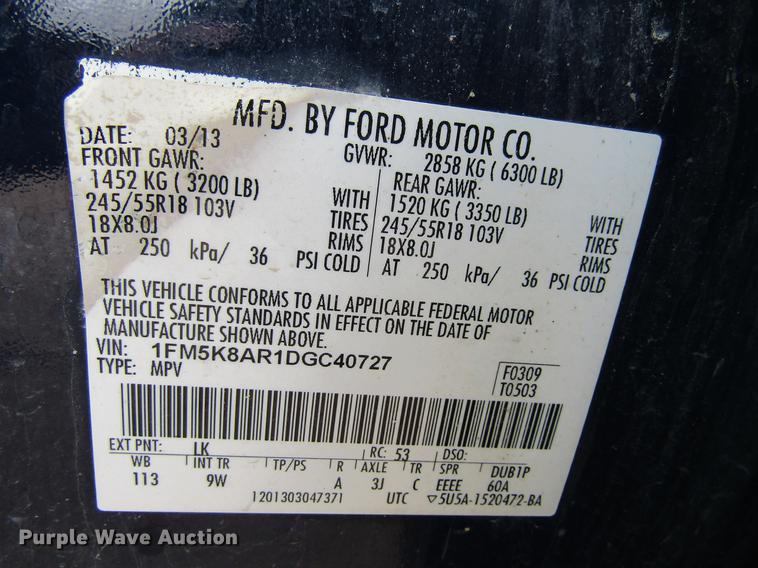 MFD. BY FORD MOTOR CO.
DATE: 03/13 GVWR: 2858 KG ( 6300 LB)
FRONT GAWR: REAR GAWR:
1452 KG ( 3200 LB) WITH 1520 KG ( 3350 LB) WITH
245/55R18 103V TIRES 245/55R18 103V TIRES
18X8.0J RIMS 18X8.0J RIMS
AT 250 kPa/ 36 PSI COLD AT 250 kPa/ 36 PSI COLD
THIS VEHICLE CONFORMS TO ALL APPLICABLE FEDERAL MOTOR
VEHICLE SAFETY STANDARDS IN EFFECT ON THE DATE OF
MANUFACTURE SHOWN ABOVE.
VIN: 1FM5K8AR1DGC40727
TYPE: MPV
F0309
T0503
EXT PNT: LK RC: 53 DSO:
WB INT TR TP/PS R AXLE TR SPR DUB1P
113 9W A 3J C EEEE 60A
1201303047371 UTC ▽5U5A-1520472-BA
Purple Wave Auction